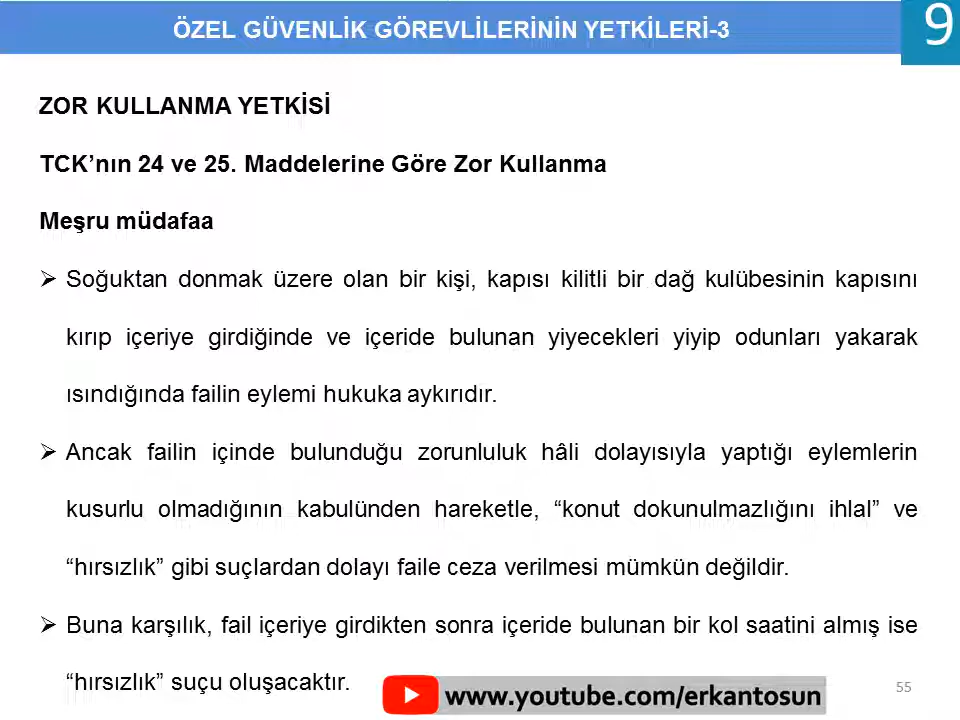 ÖZEL GÜVENLİK GÖREVLİLERİNİN YETKİLERİ-3
9
ZOR KULLANMA YETKİSİ
TCK’nın 24 ve 25. Maddelerine Göre Zor Kullanma
Meşru müdafaa
➢ Soğuktan donmak üzere olan bir kişi, kapısı kilitli bir dağ kulübesinin kapısını
kırıp içeriye girdiğinde ve içeride bulunan yiyecekleri yiyip odunları yakarak
ısındığında failin eylemi hukuka aykırıdır.
➢ Ancak failin içinde bulunduğu zorunluluk hâli dolayısıyla yaptığı eylemlerin
kusurlu olmadığının kabulünden hareketle, “konut dokunulmazlığını ihlal” ve
“hırsızlık” gibi suçlardan dolayı faile ceza verilmesi mümkün değildir.
➢ Buna karşılık, fail içeriye girdikten sonra içeride bulunan bir kol saatini almış ise
“hırsızlık” suçu oluşacaktır.
www.youtube.com/erkantosun
55